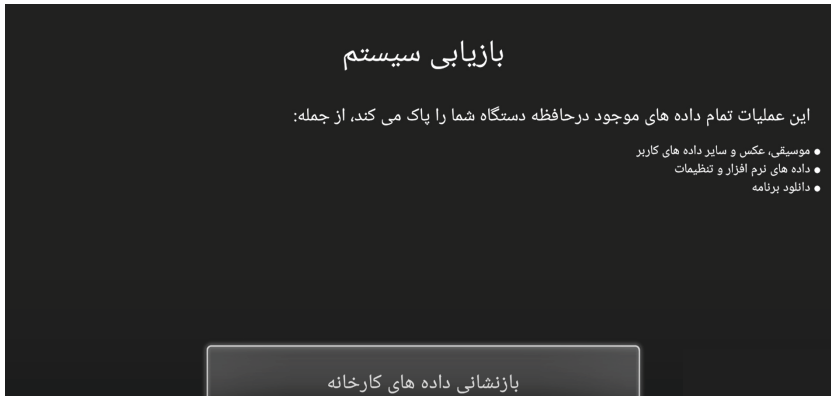 بازیابی سیستم
این عملیات تمام داده های موجود درحافظه دستگاه شما را پاک می کند، از جمله:
● موسیقی، عکس و سایر داده های کاربر
● داده های نرم افزار و تنظیمات
● دانلود برنامه
بازنشانی داده های کارخانه